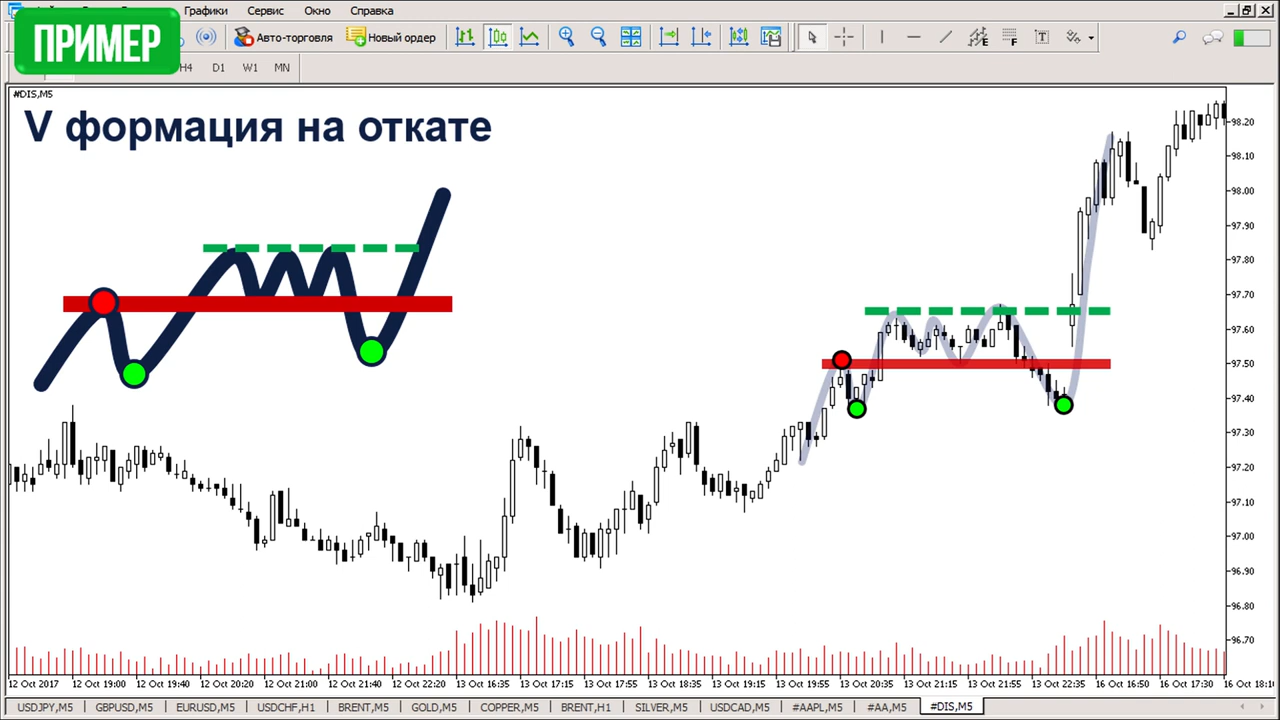 Графики Сервис Окно Справка
ПРИМЕР
Авто-торговля Новый ордер
H4 D1 W1 MN
#DIS,M5
V формация на откате
98.20
98.10
98.00
97.90
97.80
97.70
97.60
97.50
97.40
97.30
97.20
97.10
97.00
96.90
96.80
96.70
12 Oct 2017 12 Oct 19:00 12 Oct 19:40 12 Oct 20:20 12 Oct 21:00 12 Oct 21:40 12 Oct 22:20 13 Oct 16:35 13 Oct 17:15 13 Oct 17:55 13 Oct 18:35 13 Oct 19:15 13 Oct 19:55 13 Oct 20:35 13 Oct 21:15 13 Oct 21:55 13 Oct 22:35 16 Oct 16:50 16 Oct 17:30 16 Oct 18:10
USDJPY,M5 GBPUSD,M5 EURUSD,M5 USDCHF,H1 BRENT,M5 GOLD,M5 COPPER,M5 BRENT,H1 SILVER,M5 USDCAD,M5 #AAPL,M5 #AA,M5 #DIS,M5